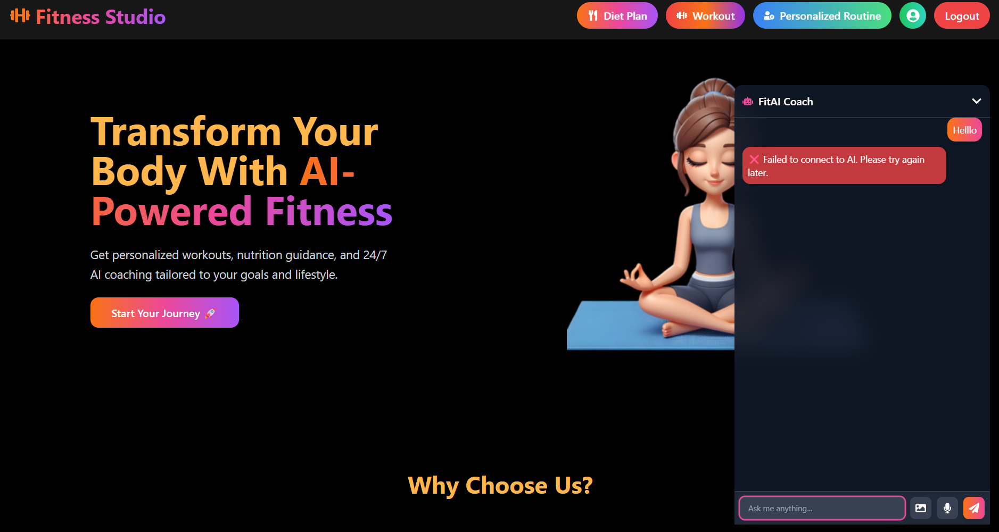 Fitness Studio
Diet Plan
Workout
Personalized Routine
Logout
Transform Your
Body With AI-
Powered Fitness
Get personalized workouts, nutrition guidance, and 24/7
AI coaching tailored to your goals and lifestyle.
Start Your Journey 🚀
Why Choose Us?
FitAI Coach
Helllo
❌ Failed to connect to AI. Please try again
later.
Ask me anything...